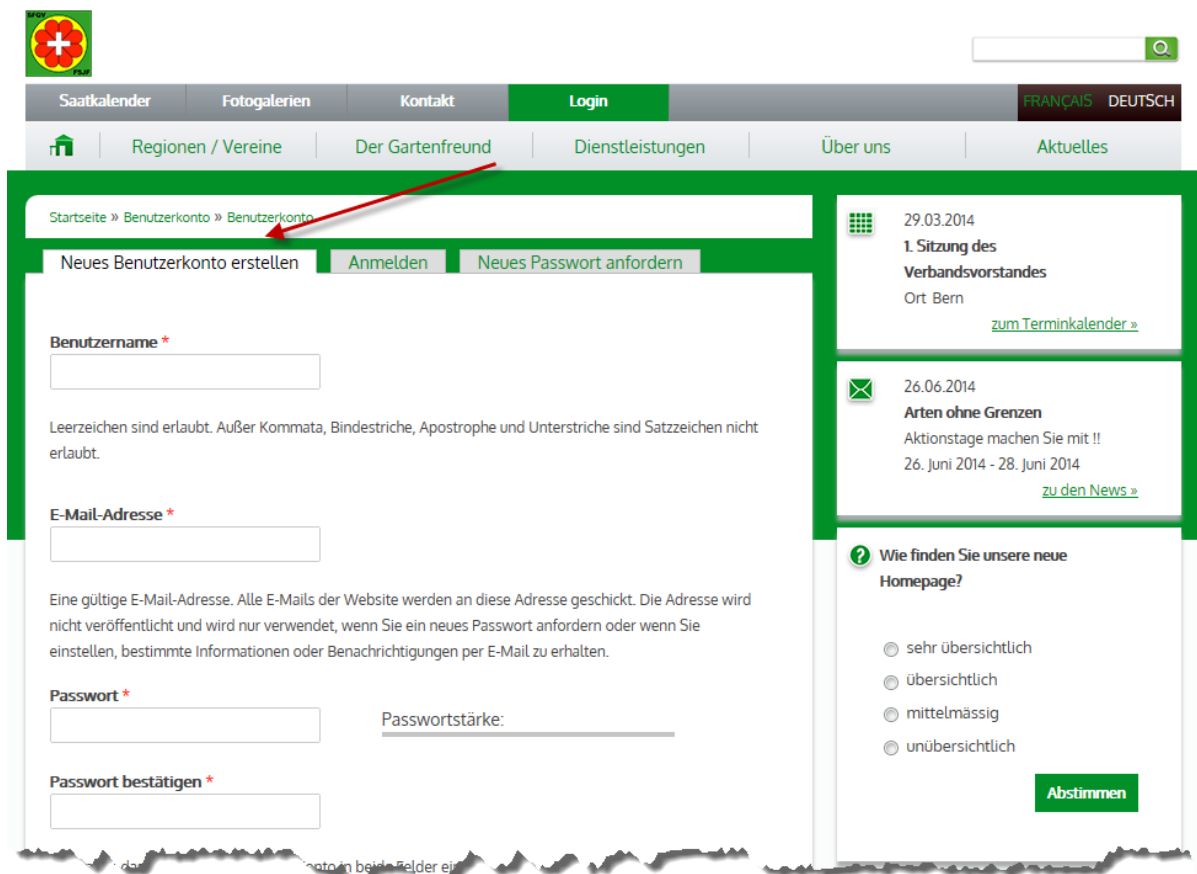 SFGV
FSJF
Saatkalender Fotogalerien Kontakt Login FRANÇAIS DEUTSCH
Regionen / Vereine Der Gartenfreund Dienstleistungen Über uns Aktuelles
Startseite » Benutzerkonto » Benutzerkonto
Neues Benutzerkonto erstellen Anmelden Neues Passwort anfordern
Benutzername *
Leerzeichen sind erlaubt. Außer Kommata, Bindestriche, Apostrophe und Unterstriche sind Satzzeichen nicht
erlaubt.
E-Mail-Adresse *
Eine gültige E-Mail-Adresse. Alle E-Mails der Website werden an diese Adresse geschickt. Die Adresse wird
nicht veröffentlicht und wird nur verwendet, wenn Sie ein neues Passwort anfordern oder wenn Sie
einstellen, bestimmte Informationen oder Benachrichtigungen per E-Mail zu erhalten.
Passwort *
Passwortstärke:
Passwort bestätigen *
in beide Felder
29.03.2014
1. Sitzung des
Verbandsvorstandes
Ort Bern
zum Terminkalender »
26.06.2014
Arten ohne Grenzen
Aktionstage machen Sie mit !!
26. Juni 2014 - 28. Juni 2014
zu den News »
Wie finden Sie unsere neue
Homepage?
sehr übersichtlich
übersichtlich
mittelmässig
unübersichtlich
Abstimmen